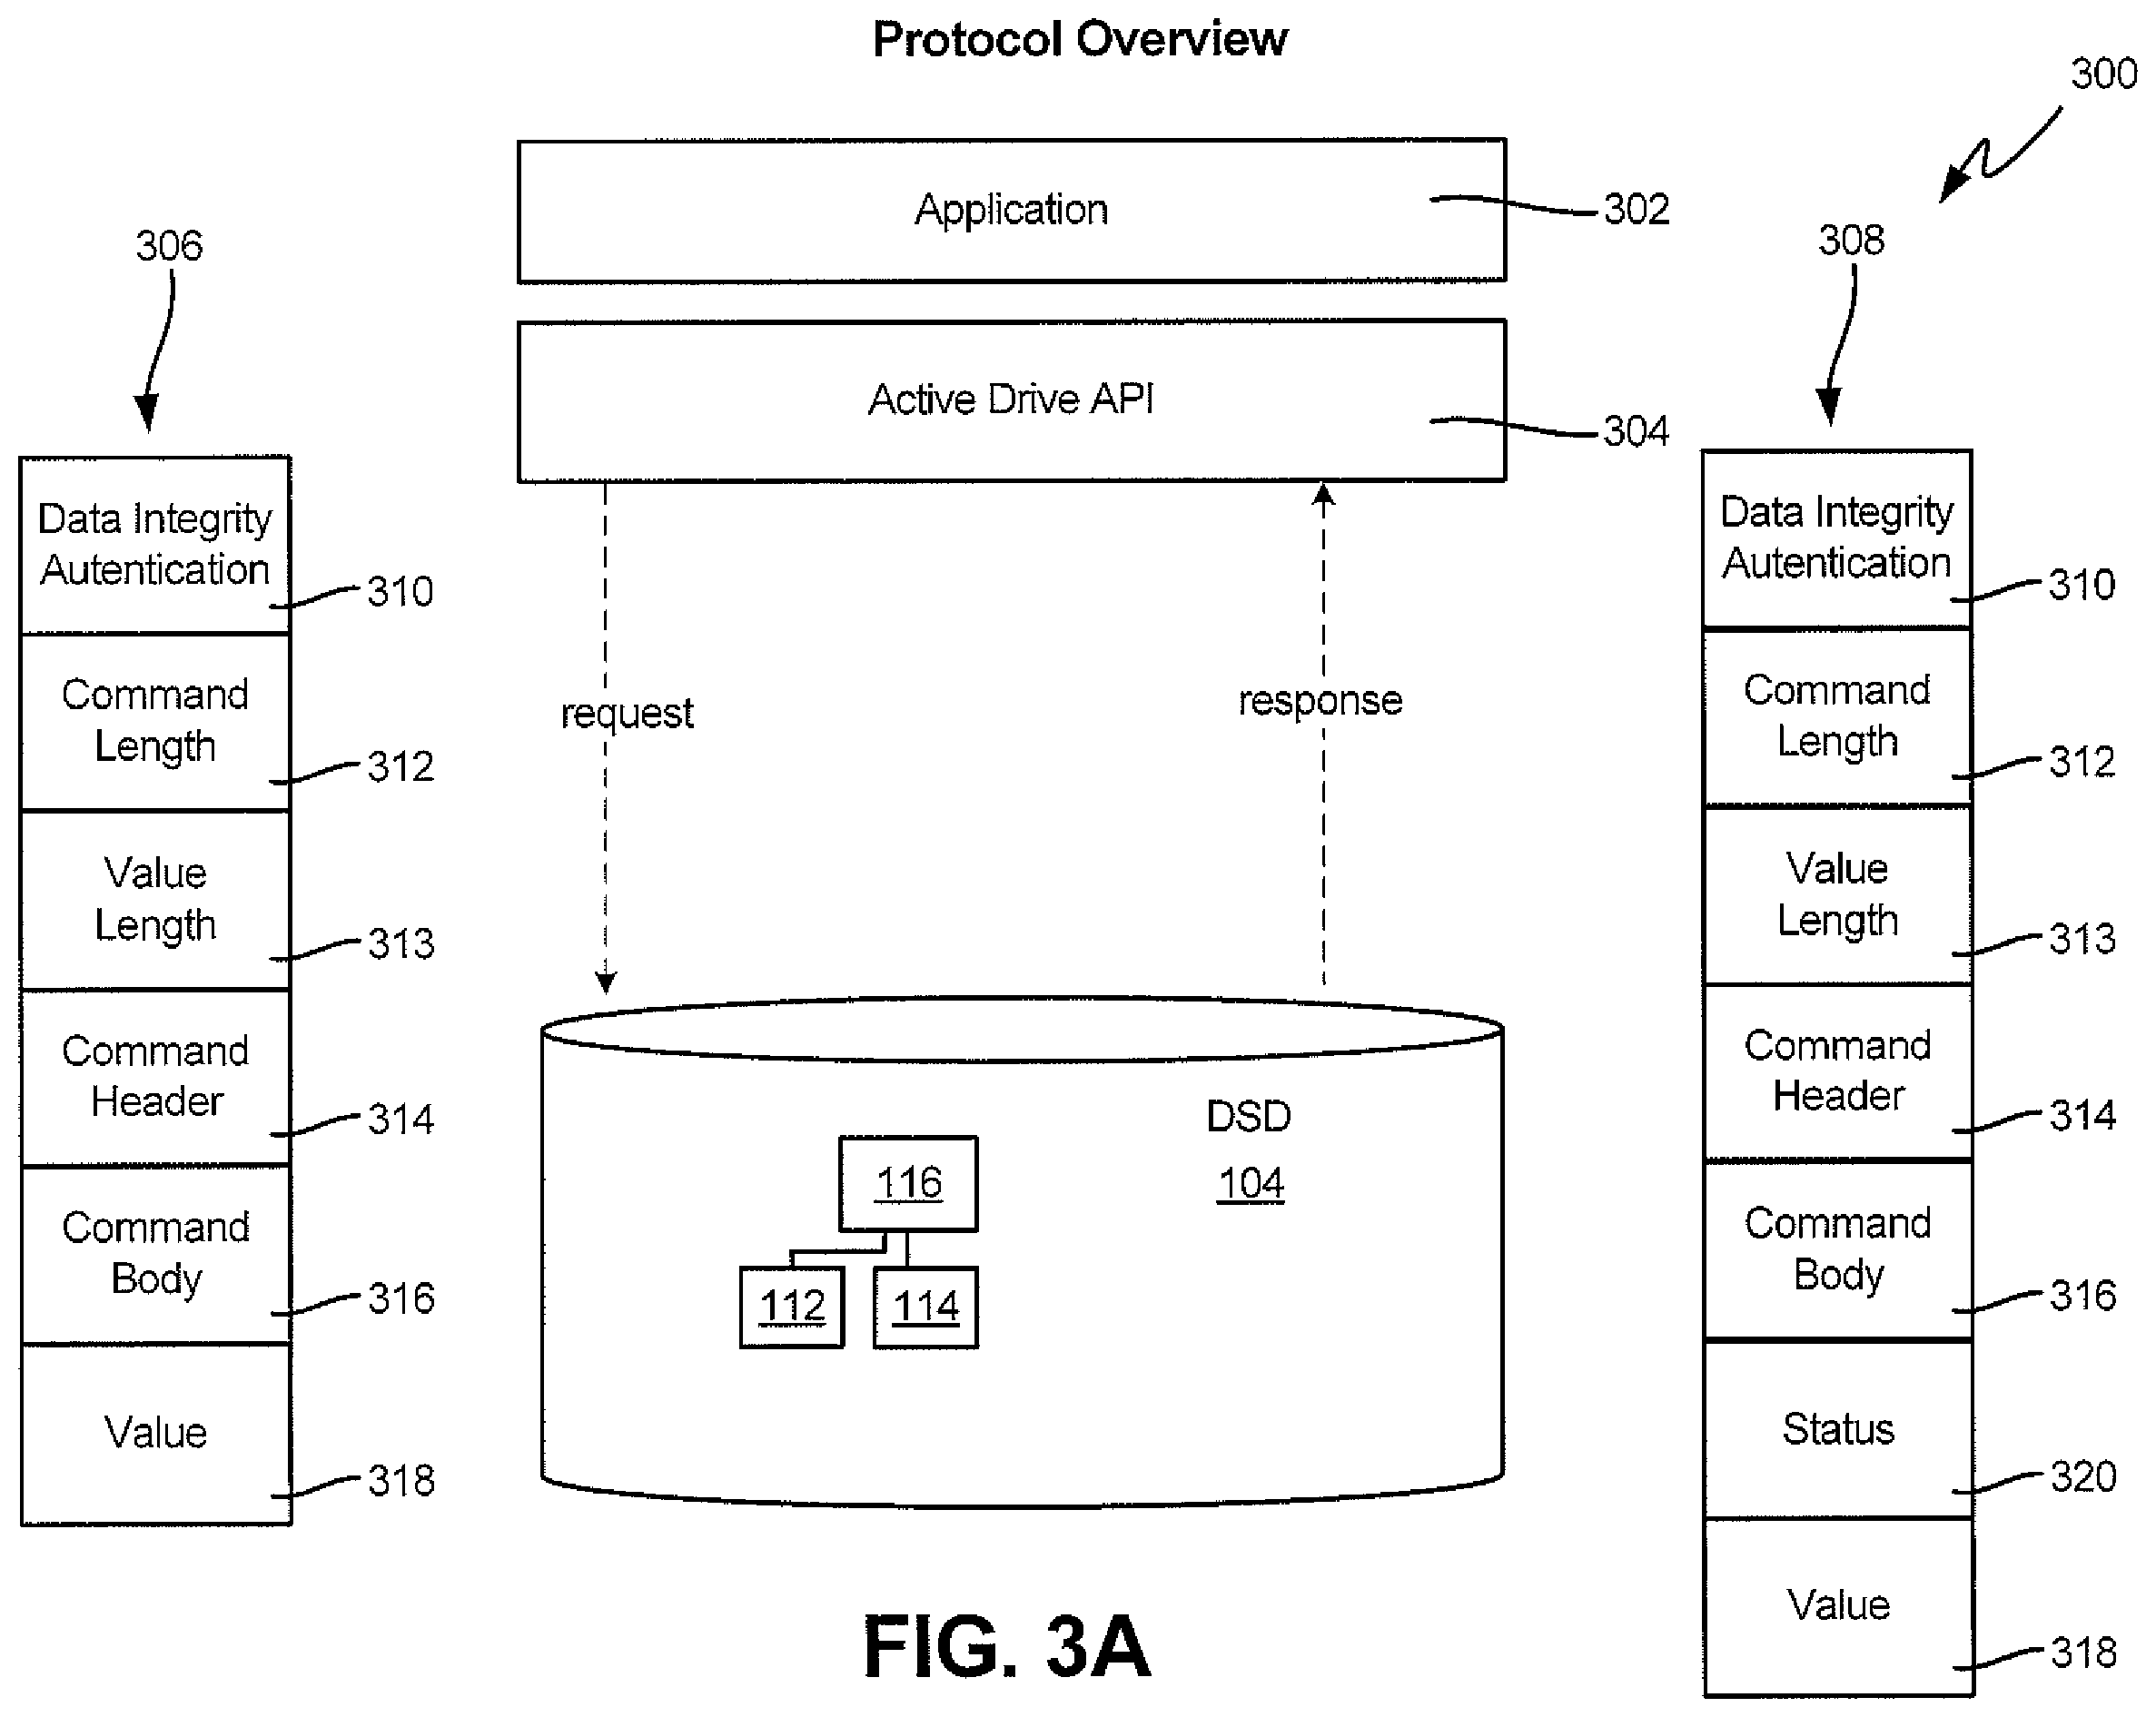 Protocol Overview
300
Application
302
306
308
Active Drive API
304
Data Integrity
Autentication
310
Command
Length
312
Value
Length
313
Command
Header
314
Command
Body
316
Value
318
request
response
DSD
104
116
112
114
Data Integrity
Autentication
310
Command
Length
312
Value
Length
313
Command
Header
314
Command
Body
316
Status
320
Value
318
FIG. 3A